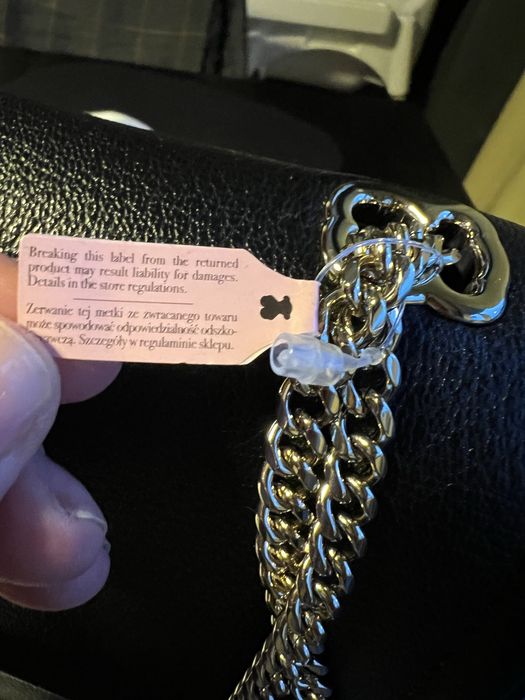 Breaking this label from the returned
product may result liability for damages.
Details in the store regulations.
Zerwanie tej metki ze zwracanego towaru
może spowodować odpowiedzialność odszko-
Szczegóły w regulaminie sklepu.